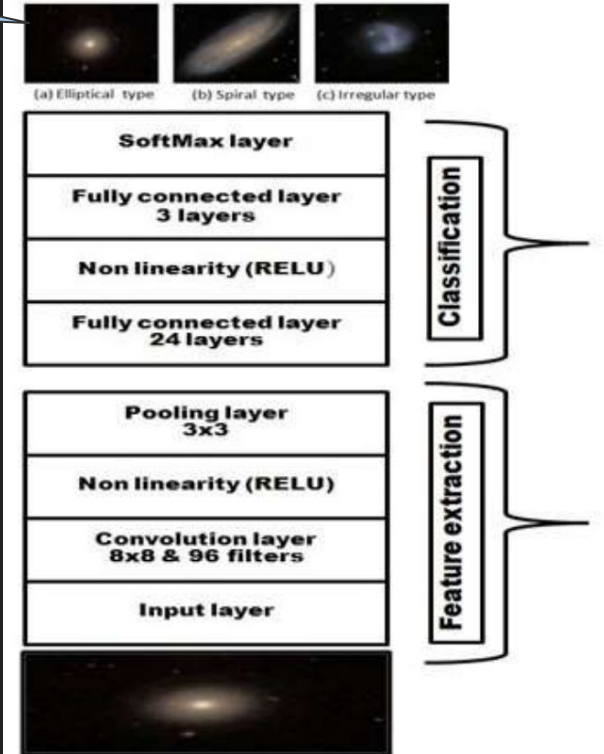 (a) Elliptical type (b) Spiral type (c) Irregular type
SoftMax layer
Fully connected layer
3 layers
Non linearity (RELU)
Fully connected layer
24 layers
Classification
Pooling layer
3x3
Non linearity (RELU)
Convolution layer
8x8 & 96 filters
Input layer
Feature extraction